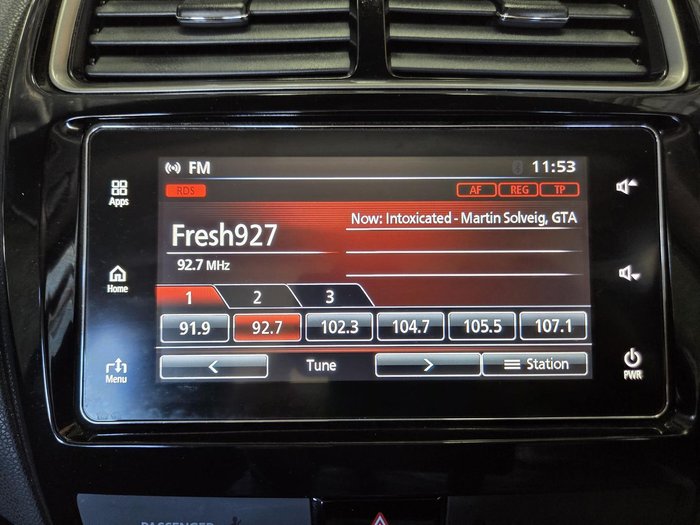 FM 11:53
RDS AF REG TP
Now: Intoxicated - Martin Solveig, GTA
Fresh927
92.7 MHz
1 2 3
91.9 92.7 102.3 104.7 105.5 107.1
< Tune > Station
Apps
Home
Menu
PWR
PASSENGER